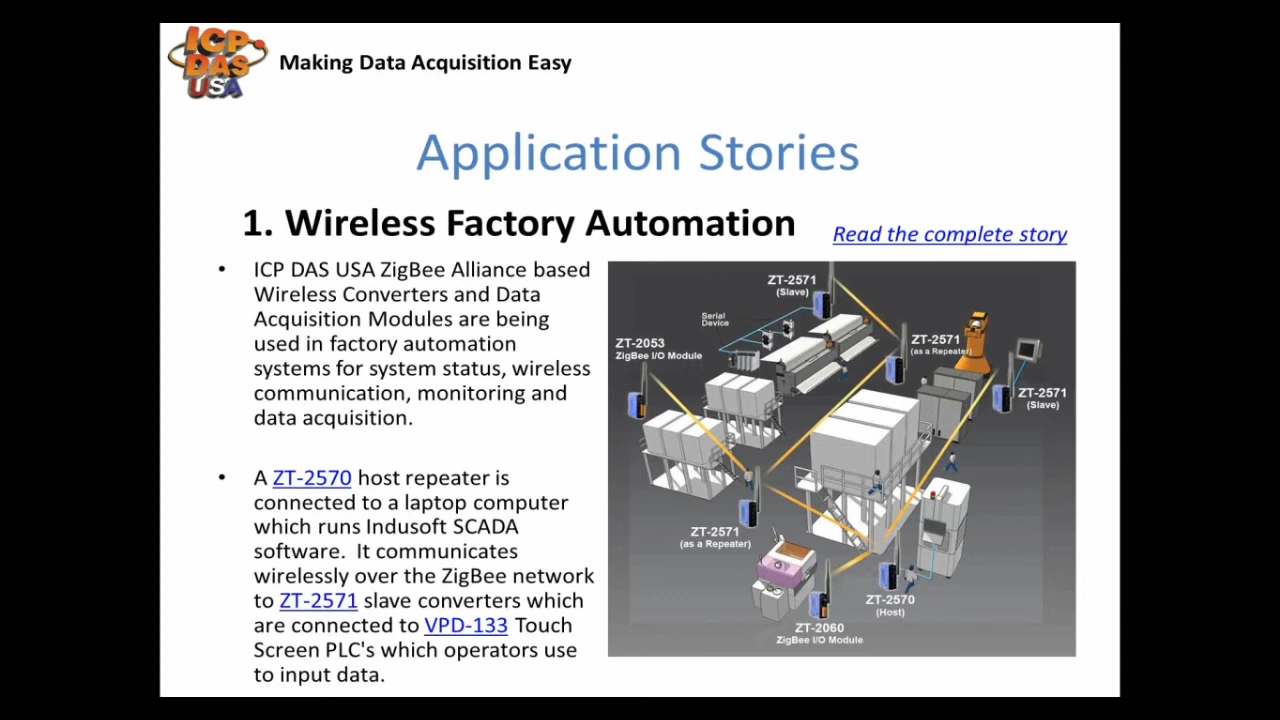 ICP
DAS
USA
Making Data Acquisition Easy
Application Stories
1. Wireless Factory Automation
Read the complete story
• ICP DAS USA ZigBee Alliance based
Wireless Converters and Data
Acquisition Modules are being
used in factory automation
systems for system status, wireless
communication, monitoring and
data acquisition.
• A ZT-2570 host repeater is
connected to a laptop computer
which runs Indusoft SCADA
software.  It communicates
wirelessly over the ZigBee network
to ZT-2571 slave converters which
are connected to VPD-133 Touch
Screen PLC's which operators use
to input data.
ZT-2571
(Slave)
Serial
Device
ZT-2053
ZigBee I/O Module
ZT-2571
(as a Repeater)
ZT-2571
(Slave)
ZT-2571
(as a Repeater)
ZT-2570
(Host)
ZT-2060
ZigBee I/O Module